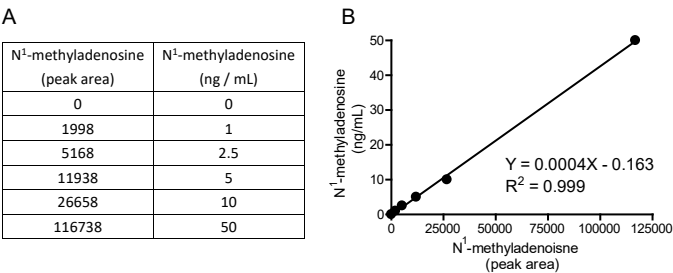 A
N¹-methyladenosine (peak area) N¹-methyladenosine (ng / mL)
0 0
1998 1
5168 2.5
11938 5
26658 10
116738 50
B
N¹-methyladenosine
(ng/mL)
50
40
30
20
10
0
Y = 0.0004X - 0.163
R² = 0.999
0 25000 50000 75000 100000 125000
N¹-methyladenoisne
(peak area)